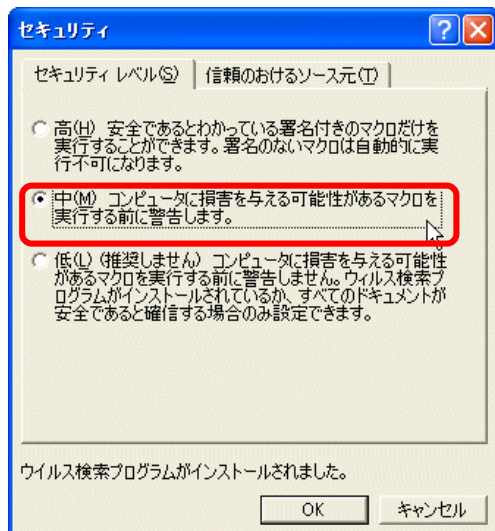 セキュリティ
セキュリティ レベル(S)
信頼のおけるソース元(T)
高(H) 安全であるとわかっている署名付きのマクロだけを
実行することができます。署名のないマクロは自動的に実
行不可になります。
中(M) コンピュータに損害を与える可能性があるマクロを
実行する前に警告します。
低(L) (推奨しません) コンピュータに損害を与える可能性
があるマクロを実行する前に警告しません。ウィルス検索プ
ログラムがインストールされているか、すべてのドキュメントが
安全であると確信する場合のみ設定できます。
ウイルス検索プログラムがインストールされました。
OK
キャンセル